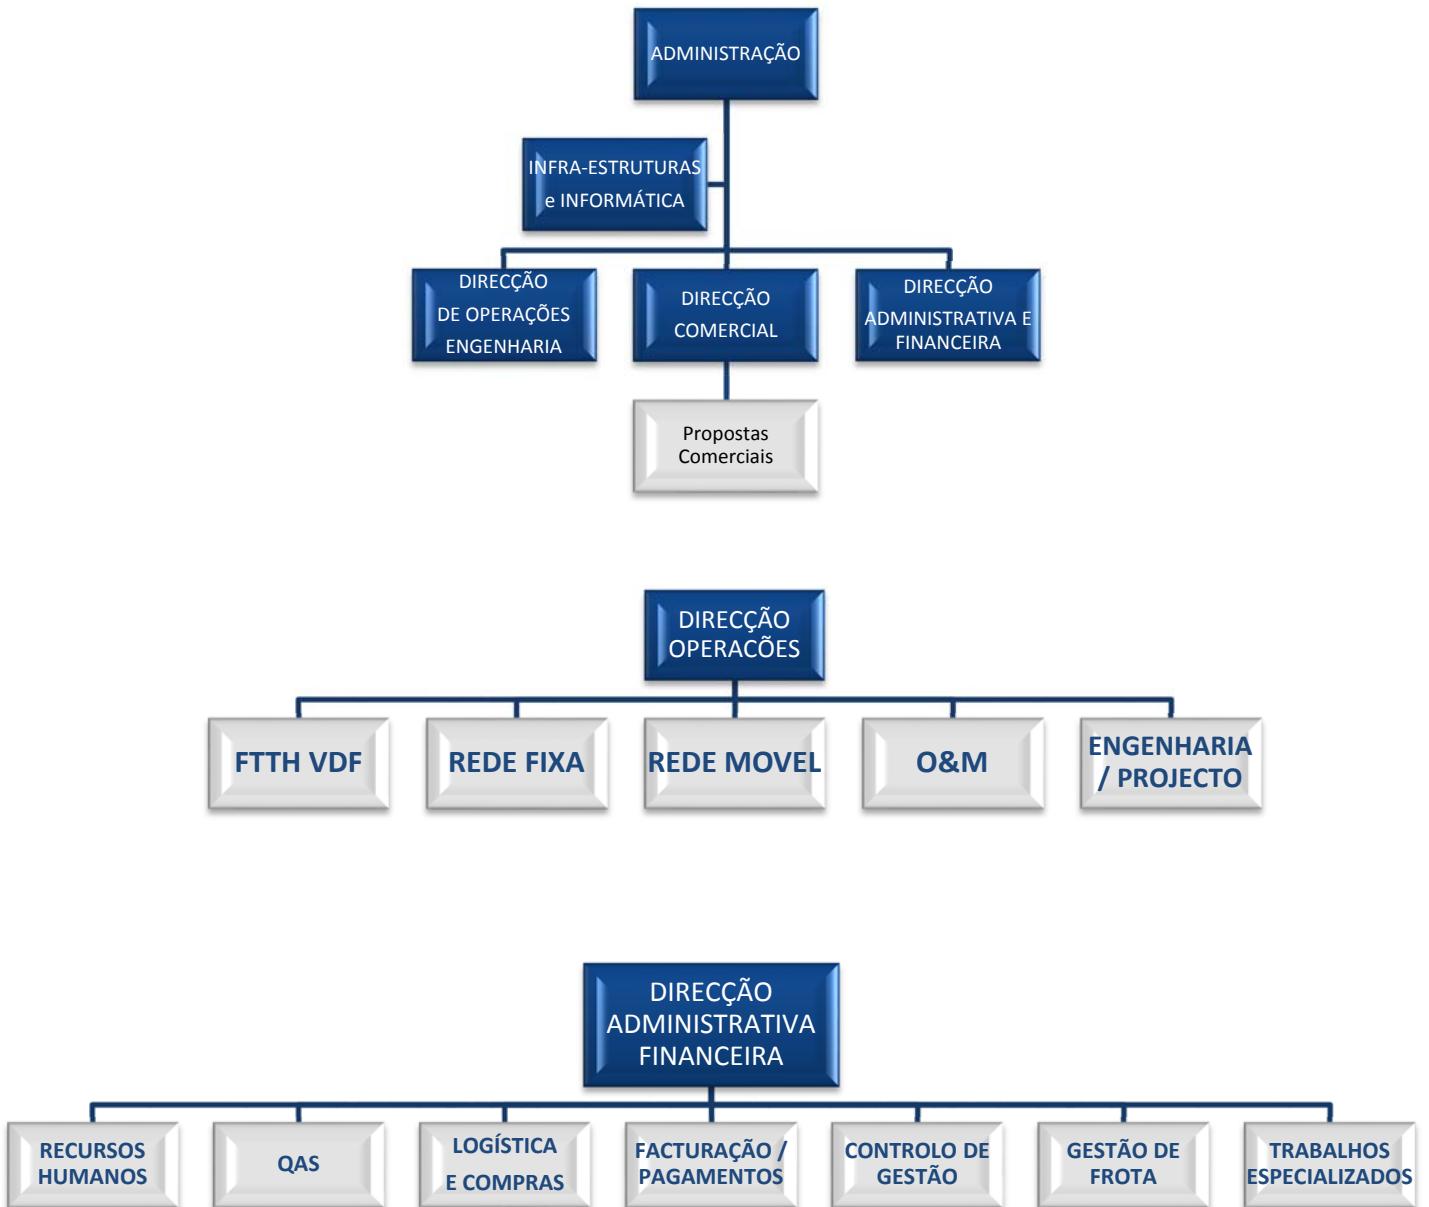 ADMINISTRAÇÃO
INFRA-ESTRUTURAS
e INFORMÁTICA
DIRECÇÃO
DE OPERAÇÕES
ENGENHARIA
DIRECÇÃO
COMERCIAL
DIRECÇÃO
ADMINISTRATIVA E
FINANCEIRA
Propostas
Comerciais
DIRECÇÃO
OPERACÕES
FTTH VDF
REDE FIXA
REDE MOVEL
O&M
ENGENHARIA
/ PROJECTO
DIRECÇÃO
ADMINISTRATIVA
FINANCEIRA
RECURSOS
HUMANOS
QAS
LOGÍSTICA
E COMPRAS
FACTURAÇÃO /
PAGAMENTOS
CONTROLO DE
GESTÃO
GESTÃO DE
FROTA
TRABALHOS
ESPECIALIZADOS